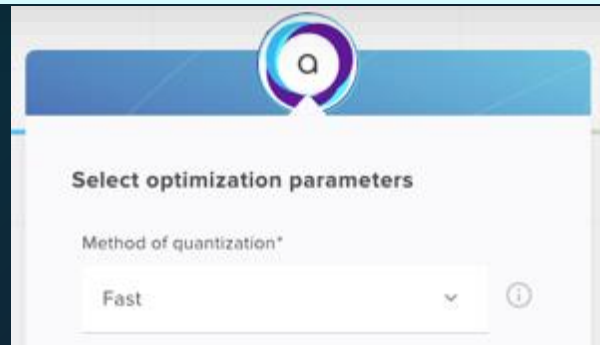 a
Select optimization parameters
Method of quantization*
Fast